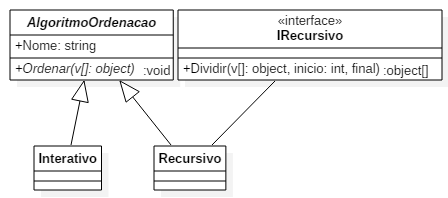 AlgoritmoOrdenacao
+Nome: string
+Ordenar(v[]: object) :void
«interface»
IRecursivo
+Dividir(v[]: object, inicio: int, final) :object[]
Interativo
Recursivo